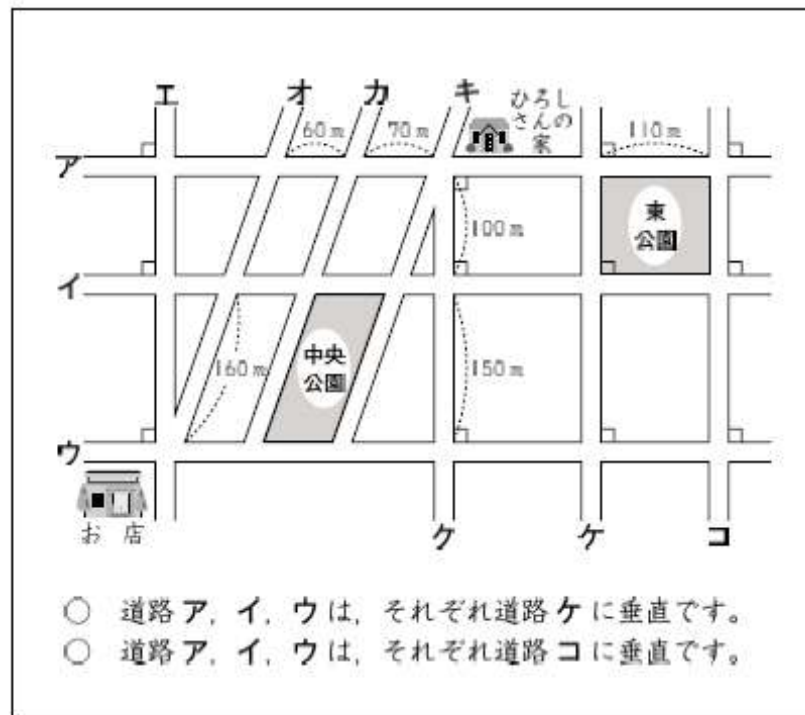 エ オ カ キ
ひろし
さんの
家
60m 70m 110m
ア
東
公園
100m
イ
160m
中央
公園
150m
ウ
お店
ケ ケ コ
○ 道路ア，イ，ウは，それぞれ道路ケに垂直です。
○ 道路ア，イ，ウは，それぞれ道路コに垂直です。